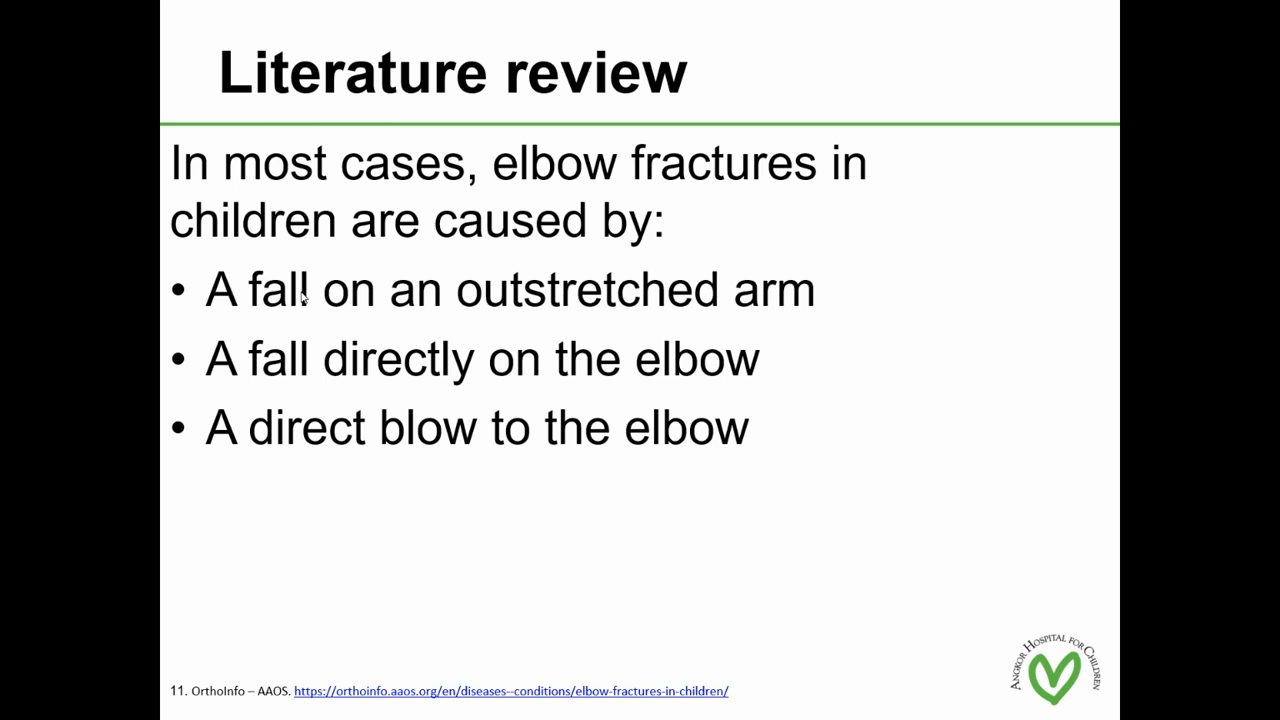 Literature review
In most cases, elbow fractures in
children are caused by:
• A fall on an outstretched arm
• A fall directly on the elbow
• A direct blow to the elbow
ANGKOR HOSPITAL FOR CHILDREN
11. OrthoInfo – AAOS. https://orthoinfo.aaos.org/en/diseases--conditions/elbow-fractures-in-children/